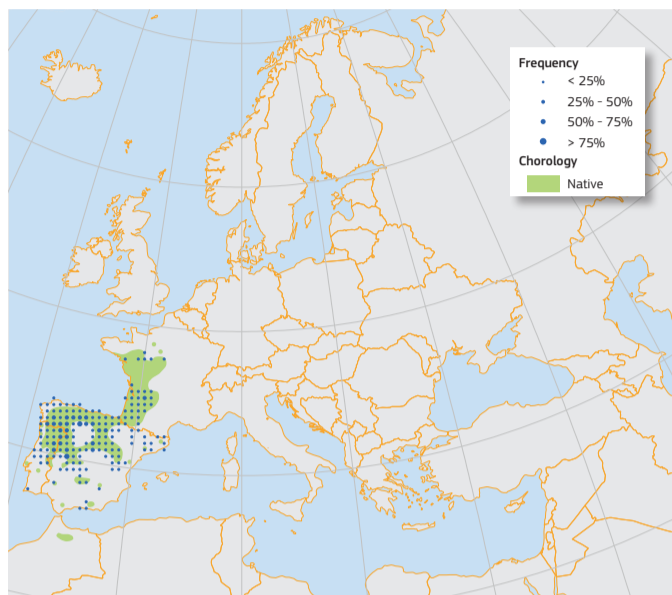 Frequency
< 25%
25% - 50%
50% - 75%
> 75%
Chorology
Native